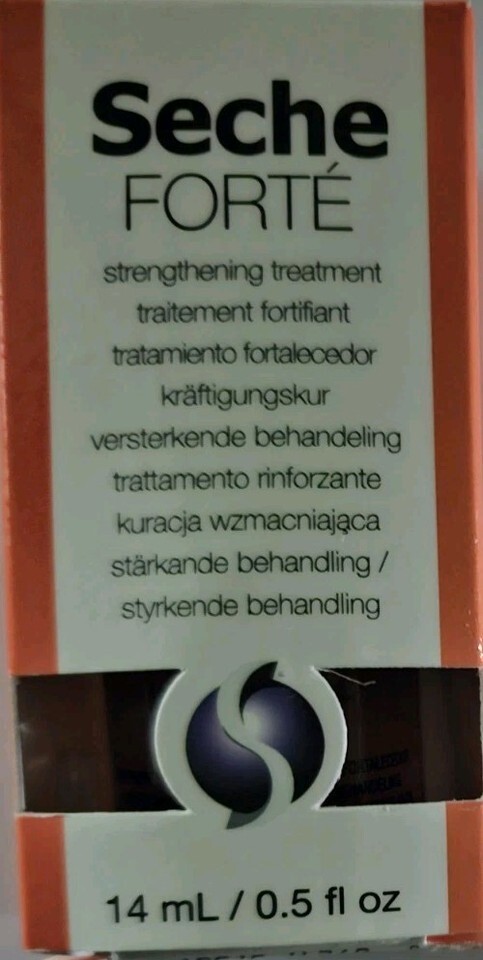 Seche
FORTÉ
strengthening treatment
traitement fortifiant
tratamiento fortalecedor
kräftigungskur
versterkende behandeling
trattamento rinforzante
kuracja wzmacniająca
stärkande behandling /
styrkende behandling
14 mL / 0.5 fl oz